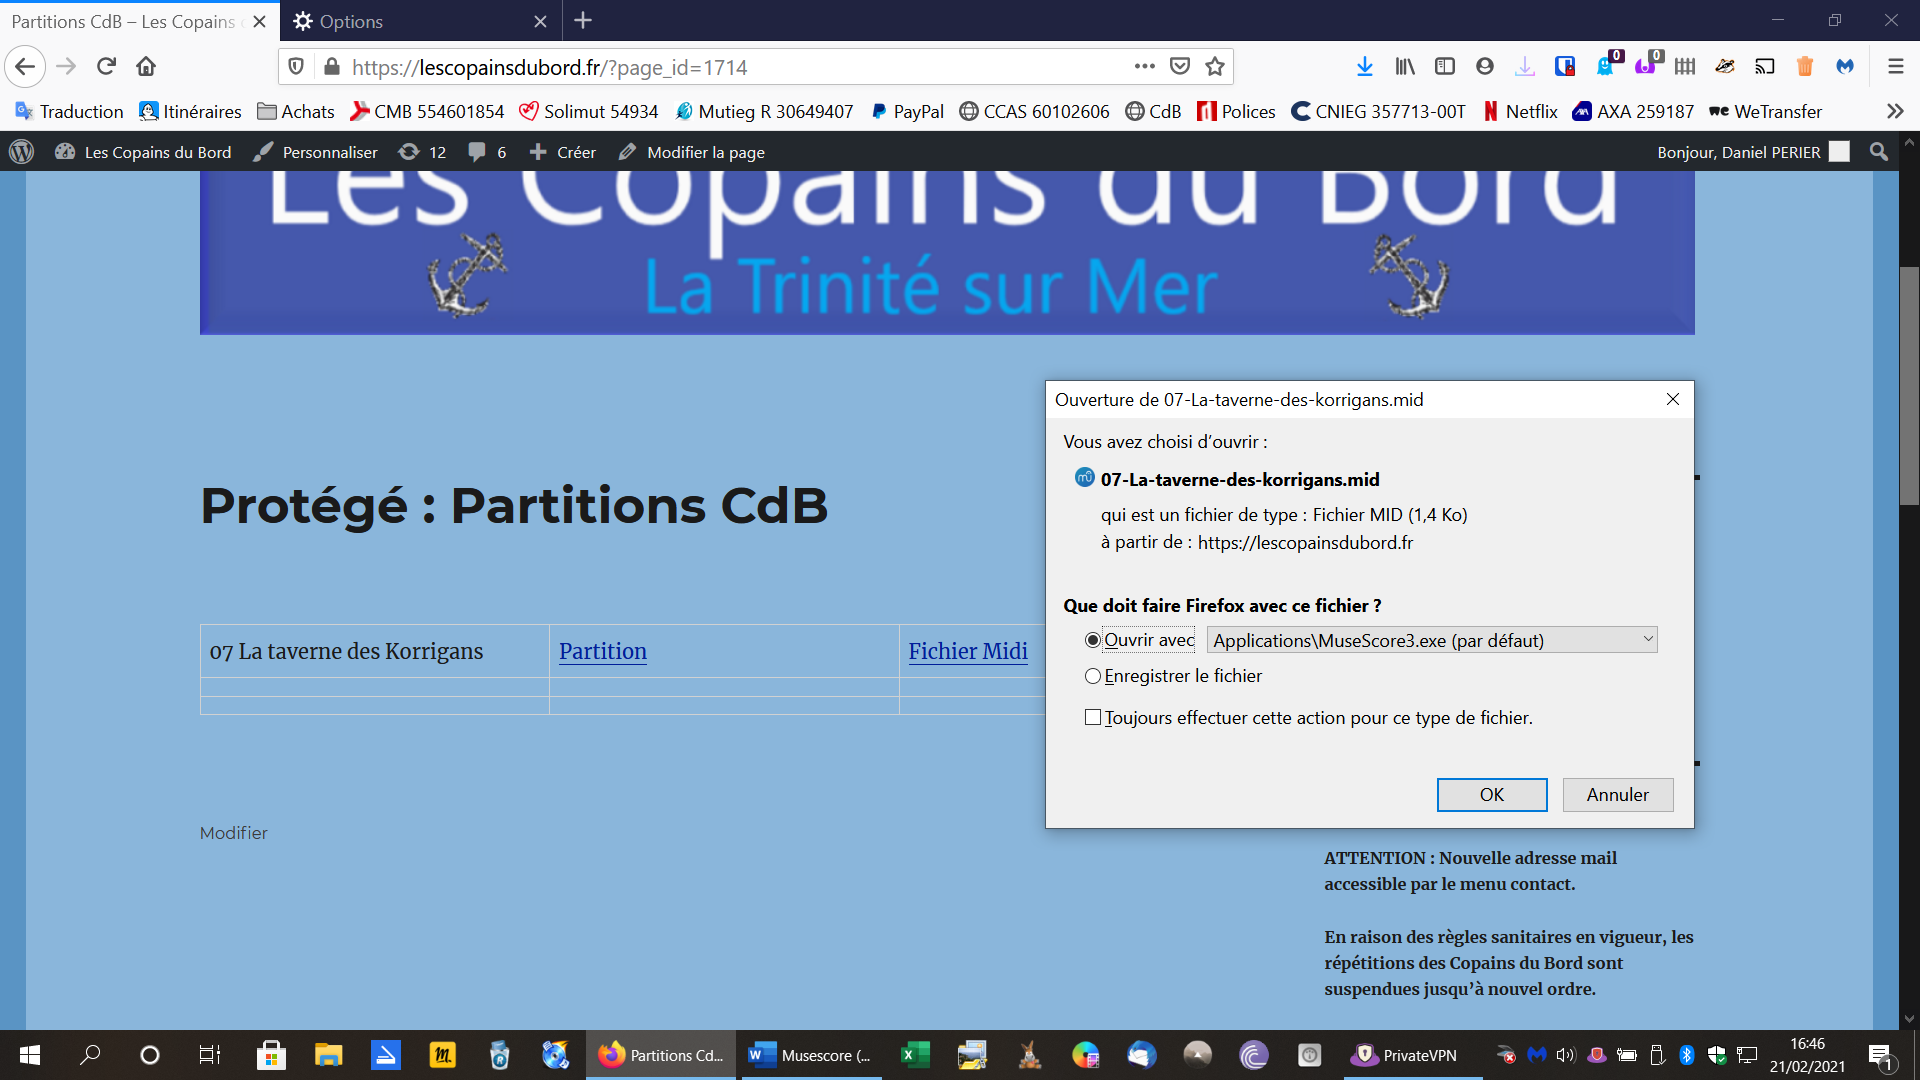 Partitions CdB – Les Copains
Options
https://lescopainsdubord.fr/?page_id=1714
0
0
Traduction
Itinéraires
Achats
CMB 554601854
Solimut 54934
Mutieg R 30649407
PayPal
CCAS 60102606
CdB
Polices
CNIEG 357713-00T
Netflix
AXA 259187
WeTransfer
Les Copains du Bord
Personnaliser
12
6
Créer
Modifier la page
Bonjour, Daniel PERIER
Les Copains du Bord
La Trinité sur Mer
Protégé : Partitions CdB
07 La taverne des Korrigans
Partition
Fichier Midi
Modifier
Ouverture de 07-La-taverne-des-korrigans.mid
Vous avez choisi d’ouvrir :
07-La-taverne-des-korrigans.mid
qui est un fichier de type : Fichier MID (1,4 Ko)
à partir de : https://lescopainsdubord.fr
Que doit faire Firefox avec ce fichier ?
Ouvrir avec
Applications\MuseScore3.exe (par défaut)
Enregistrer le fichier
Toujours effectuer cette action pour ce type de fichier.
OK
Annuler
ATTENTION : Nouvelle adresse mail
accessible par le menu contact.
En raison des règles sanitaires en vigueur, les
répétitions des Copains du Bord sont
suspendues jusqu’à nouvel ordre.
Partitions Cd...
Musescore (...
PrivateVPN
16:46
21/02/2021
1